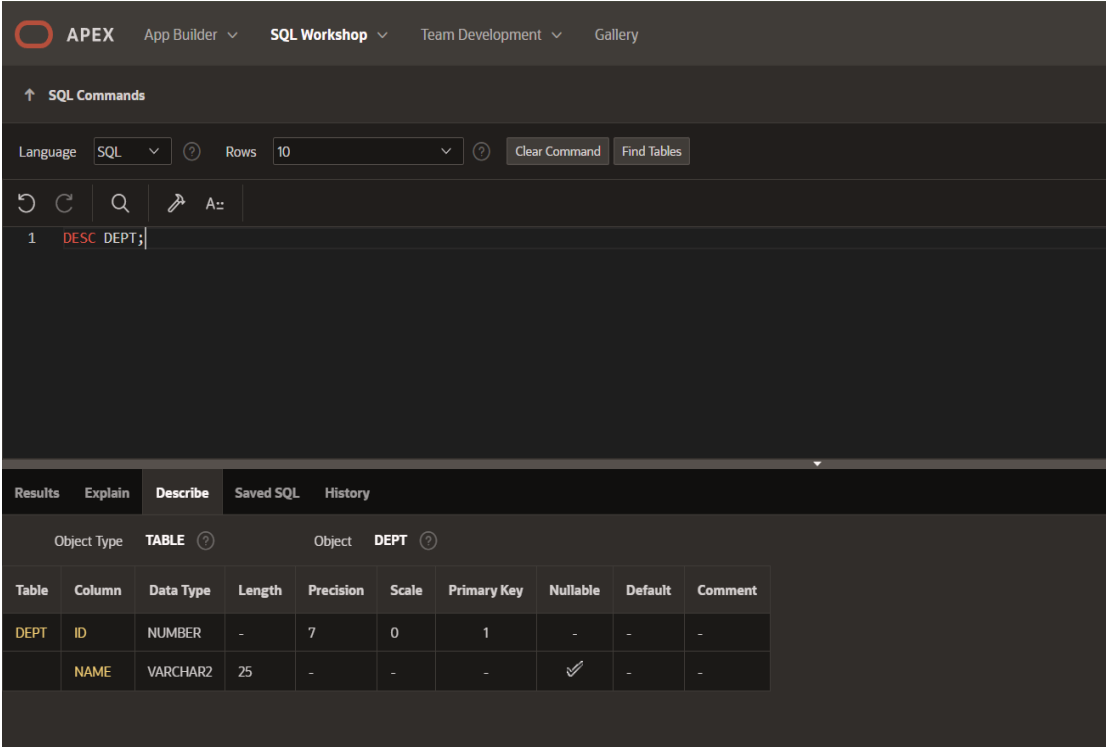 APEX App Builder SQL Workshop Team Development Gallery
↑ SQL Commands
Language SQL ? Rows 10 ? Clear Command Find Tables
A::
1 DESC DEPT;
Results Explain Describe Saved SQL History
Object Type TABLE ? Object DEPT ?
Table Column Data Type Length Precision Scale Primary Key Nullable Default Comment
DEPT ID NUMBER - 7 0 1 - - -
NAME VARCHAR2 25 - - - ✓ - -